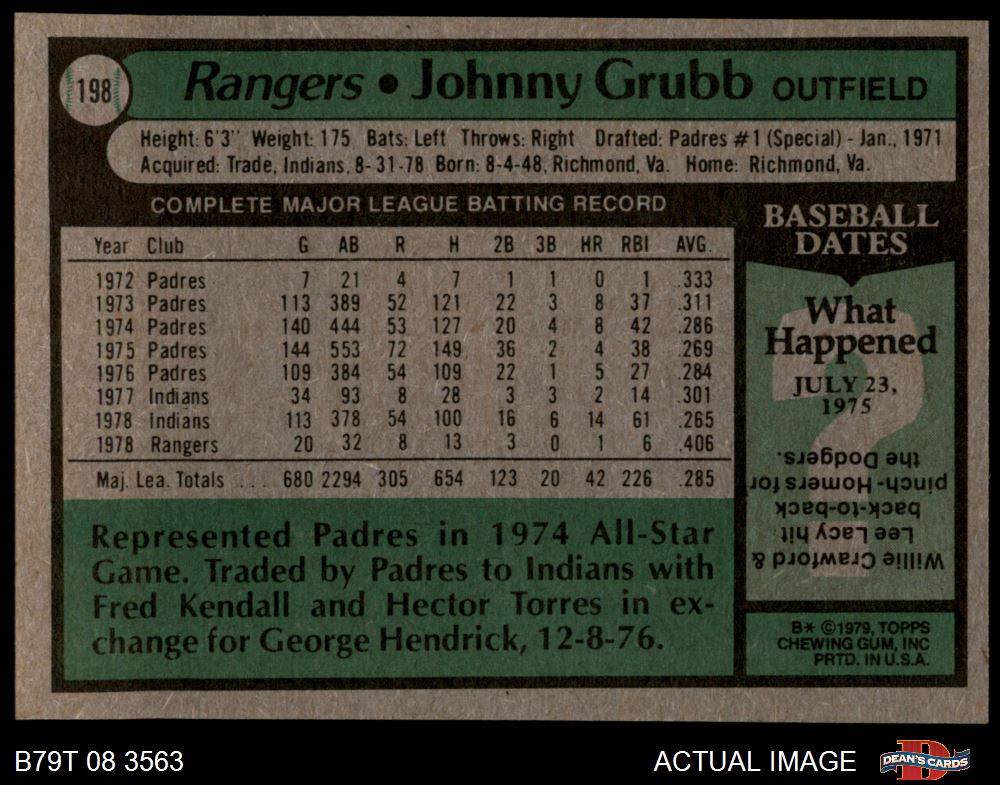 198
Rangers • Johnny Grubb OUTFIELD
Height: 6'3" Weight: 175 Bats: Left Throws: Right Drafted: Padres #1 (Special) - Jan., 1971
Acquired: Trade, Indians, 8-31-78 Born: 8-4-48, Richmond, Va. Home: Richmond, Va.
COMPLETE MAJOR LEAGUE BATTING RECORD
Year Club G AB R H 2B 3B HR RBI AVG.
1972 Padres 7 21 4 7 1 1 0 1 .333
1973 Padres 113 389 52 121 22 3 8 37 .311
1974 Padres 140 444 53 127 20 4 8 42 .286
1975 Padres 144 553 72 149 36 2 4 38 .269
1976 Padres 109 384 54 109 22 1 5 27 .284
1977 Indians 34 93 8 28 3 3 2 14 .301
1978 Indians 113 378 54 100 16 6 14 61 .265
1978 Rangers 20 32 8 13 3 0 1 6 .406
Maj. Lea. Totals ... 680 2294 305 654 123 20 42 226 .285
Represented Padres in 1974 All-Star
Game. Traded by Padres to Indians with
Fred Kendall and Hector Torres in ex-
change for George Hendrick, 12-8-76.
BASEBALL
DATES
What
Happened
JULY 23,
1975
?
Willie Crawford &
Lee Lacy hit
back-to-back
pinch-Homers for
the Dodgers.
B* ©1979, TOPPS
CHEWING GUM, INC
PRTD. IN U.S.A.
B79T 08 3563
ACTUAL IMAGE
DEAN'S CARDS